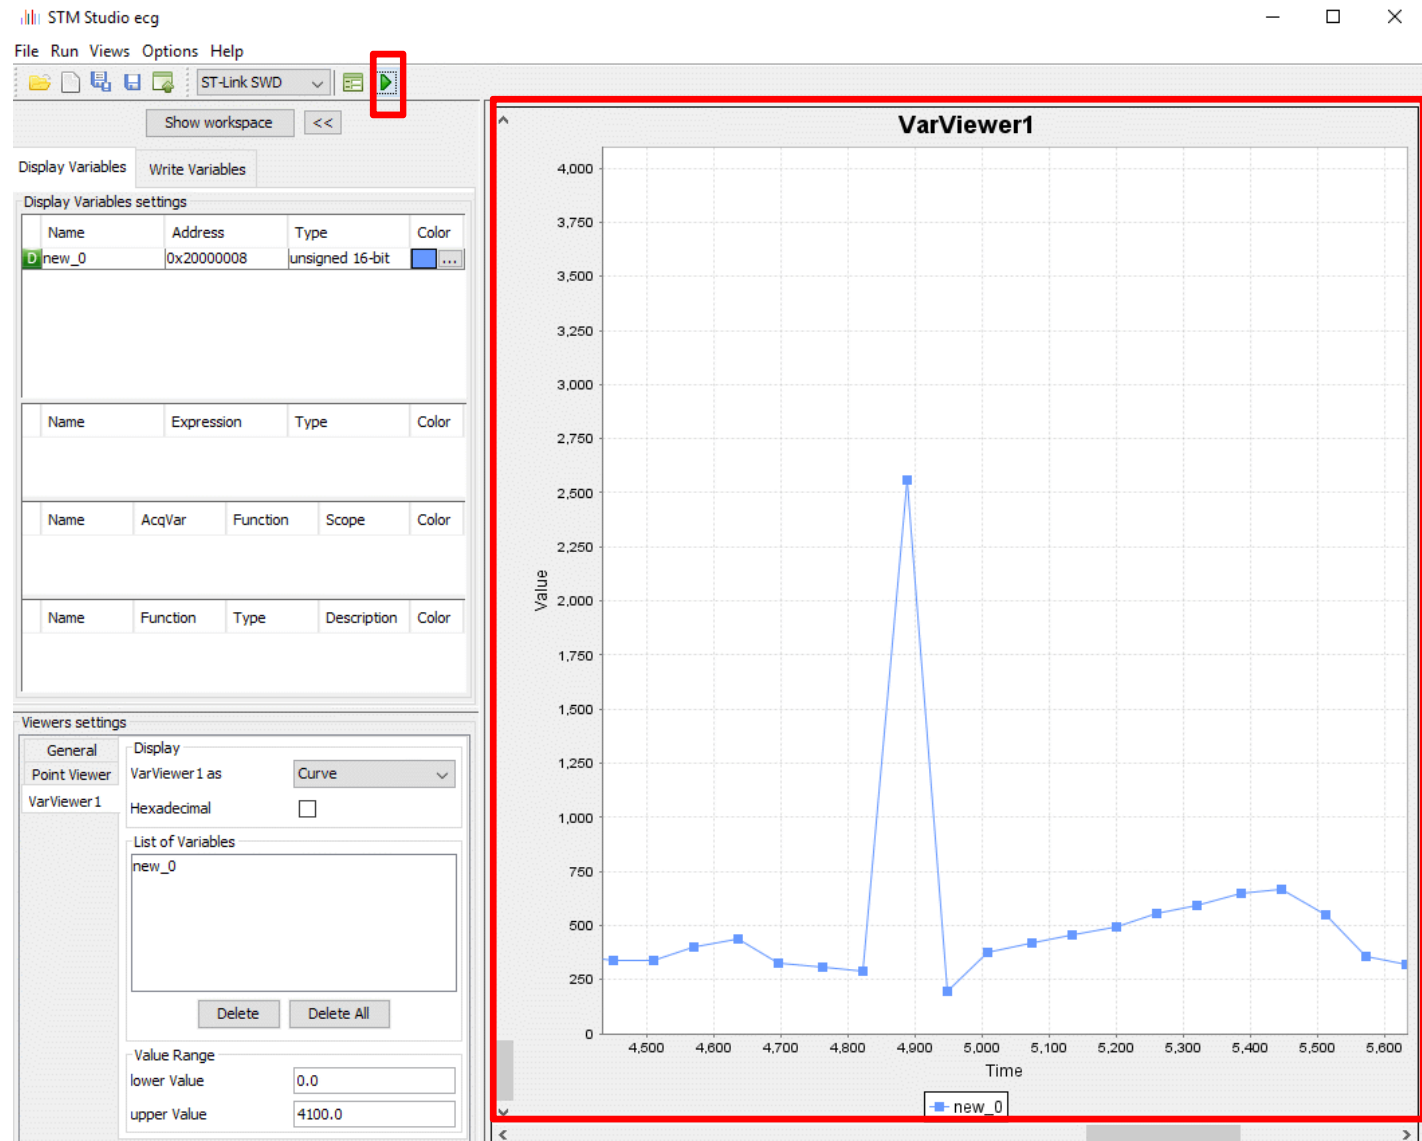 STM Studio ecg
File Run Views Options Help
ST-Link SWD
Show workspace <<
Display Variables Write Variables
Display Variables settings
Name Address Type Color
D new_0 0x20000008 unsigned 16-bit ...
Name Expression Type Color
Name AcqVar Function Scope Color
Name Function Type Description Color
Viewers settings
General
Point Viewer
VarViewer1
Display
VarViewer1 as Curve
Hexadecimal
List of Variables
new_0
Delete Delete All
Value Range
lower Value 0.0
upper Value 4100.0
VarViewer1
4,000
3,750
3,500
3,250
3,000
2,750
2,500
2,250
2,000
1,750
1,500
1,250
1,000
750
500
250
0
Value
4,500 4,600 4,700 4,800 4,900 5,000 5,100 5,200 5,300 5,400 5,500 5,600
Time
new_0